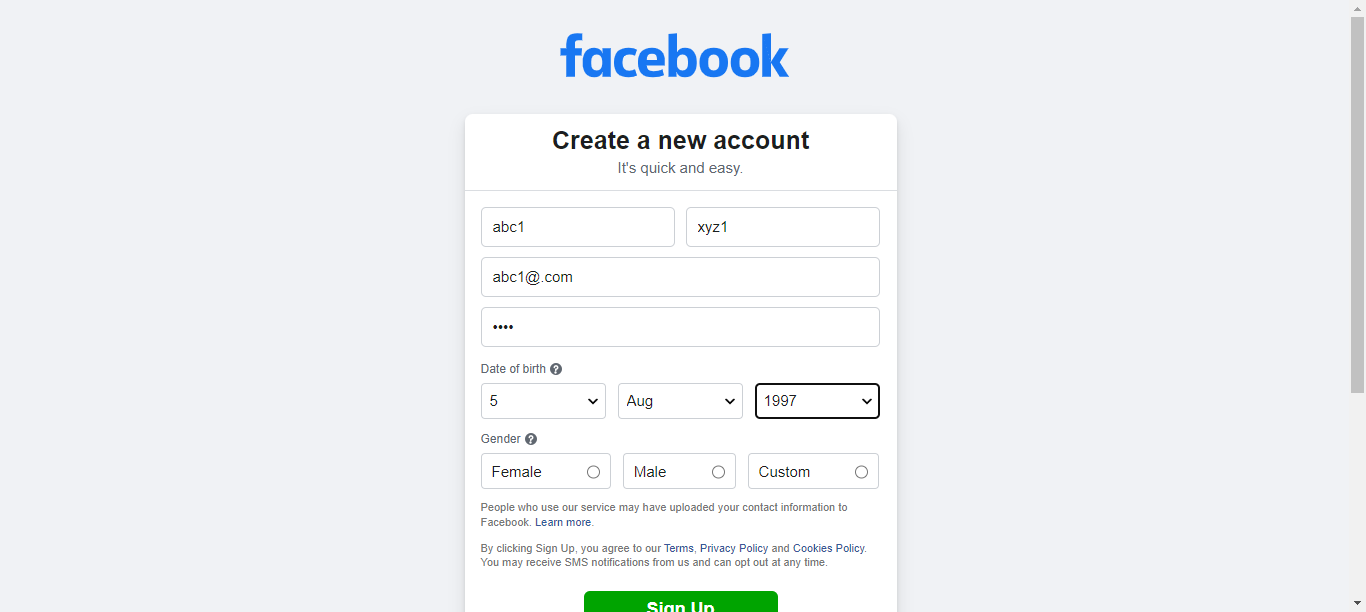 facebook
Create a new account
It's quick and easy.
abc1 xyz1
abc1@.com
••••
Date of birth ?
5 Aug 1997
Gender ?
Female Male Custom
People who use our service may have uploaded your contact information to
Facebook. Learn more.
By clicking Sign Up, you agree to our Terms, Privacy Policy and Cookies Policy.
You may receive SMS notifications from us and can opt out at any time.
Sign Up